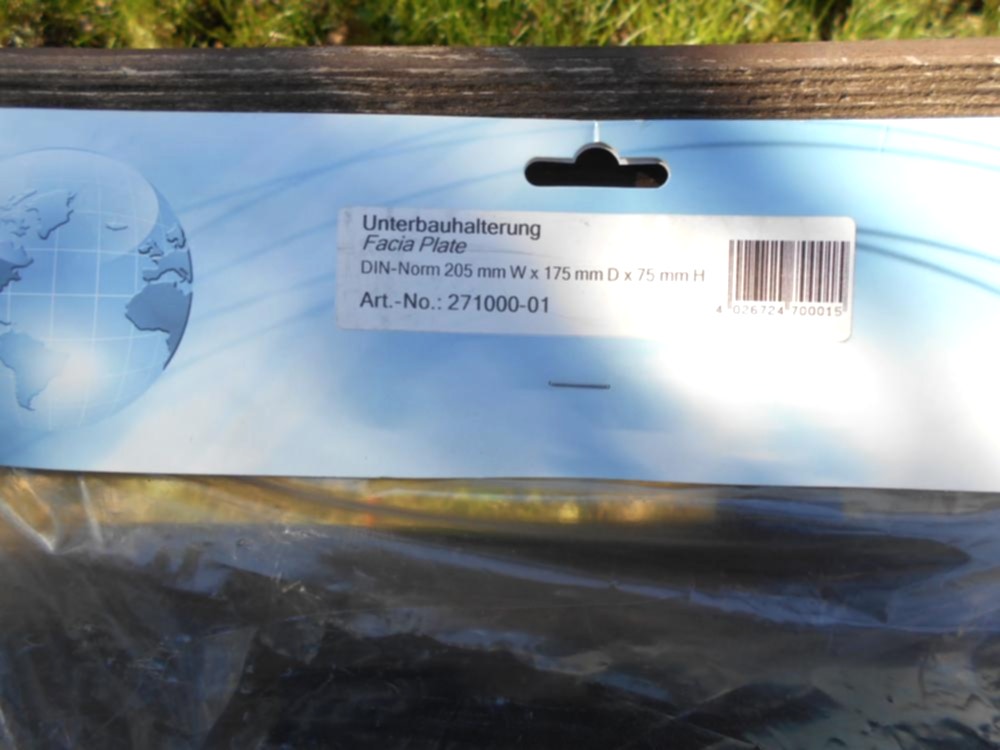 Unterbauhalterung
Facia Plate
DIN-Norm 205 mm W x 175 mm D x 75 mm H
Art.-No.: 271000-01
4 026724 700015